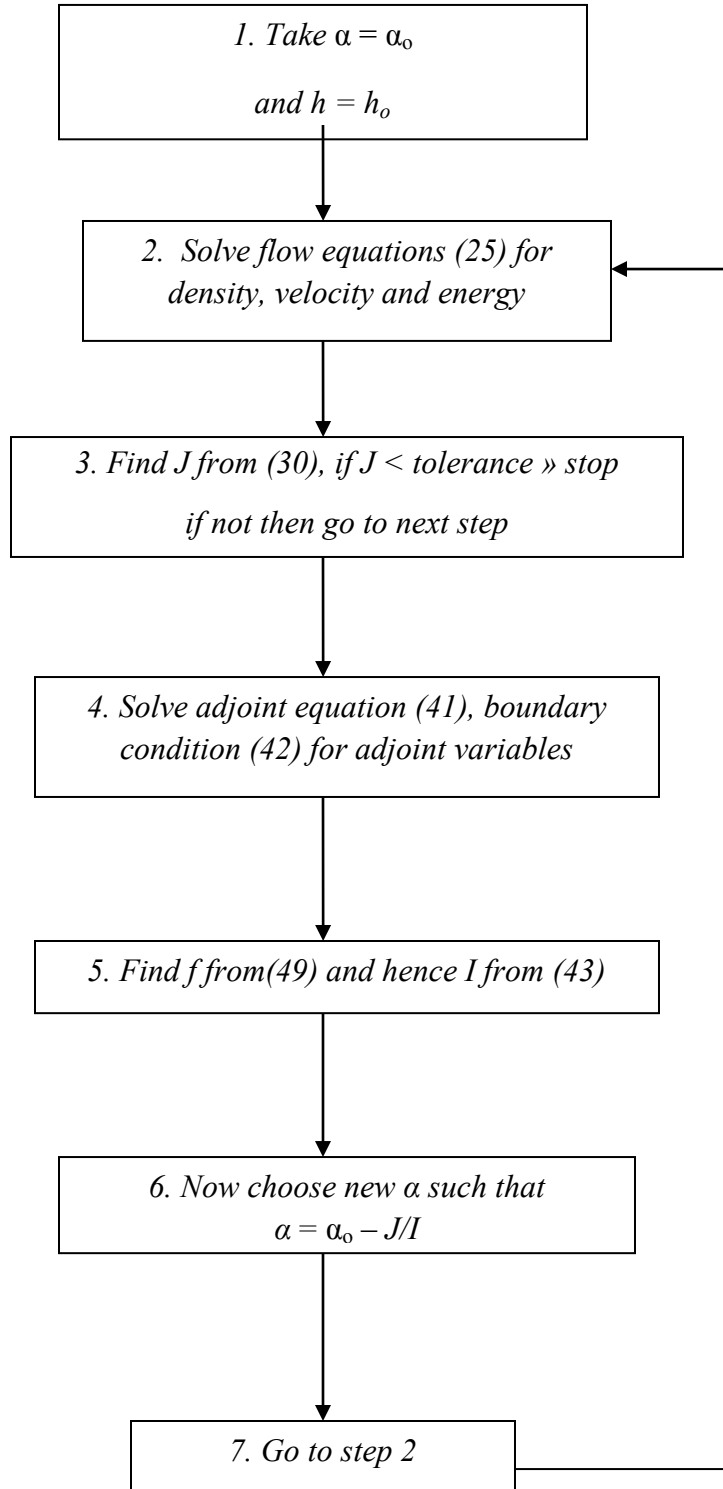 1. Take α = αo
and h = ho
2. Solve flow equations (25) for
density, velocity and energy
3. Find J from (30), if J < tolerance » stop
if not then go to next step
4. Solve adjoint equation (41), boundary
condition (42) for adjoint variables
5. Find f from(49) and hence I from (43)
6. Now choose new α such that
α = αo – J/I
7. Go to step 2